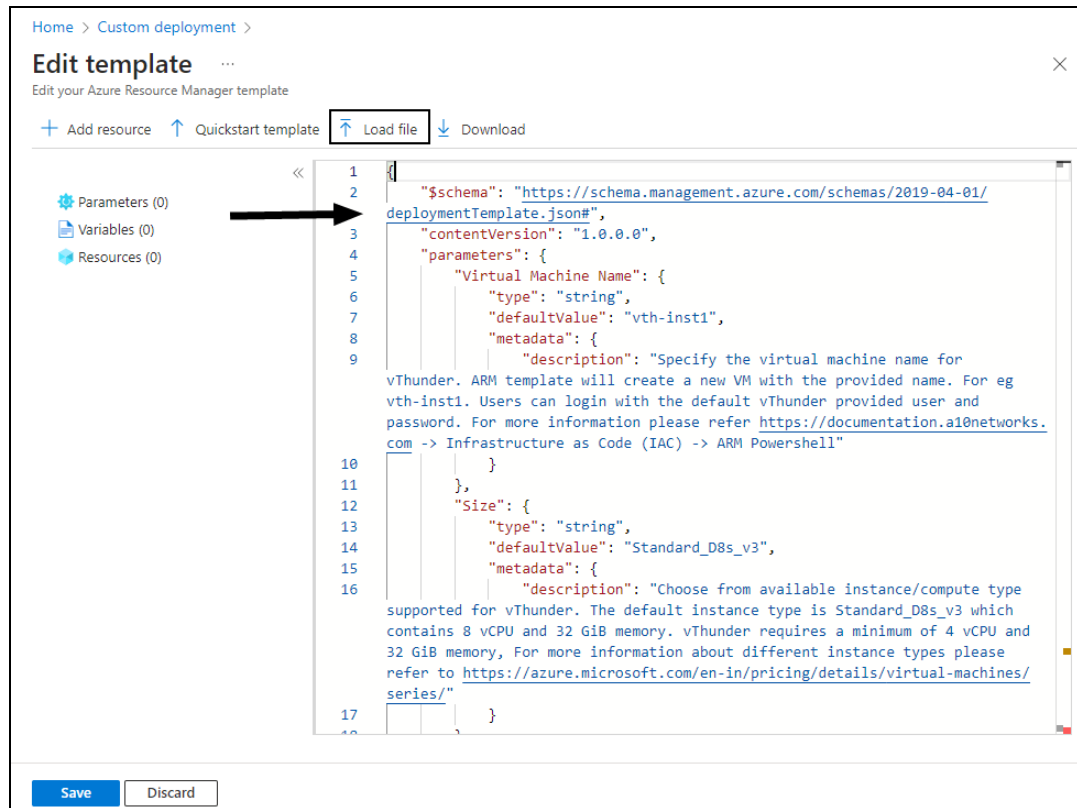 Home > Custom deployment >
Edit template ...
Edit your Azure Resource Manager template
Add resource Quickstart template Load file Download
Parameters (0)
Variables (0)
Resources (0)
1 {
2 "$schema": "https://schema.management.azure.com/schemas/2019-04-01/
deploymentTemplate.json#",
3 "contentVersion": "1.0.0.0",
4 "parameters": {
5 "Virtual Machine Name": {
6 "type": "string",
7 "defaultValue": "vth-inst1",
8 "metadata": {
9 "description": "Specify the virtual machine name for
vThunder. ARM template will create a new VM with the provided name. For eg
vth-inst1. Users can login with the default vThunder provided user and
password. For more information please refer https://documentation.a10networks.
com -> Infrastructure as Code (IAC) -> ARM Powershell"
10 }
11 },
12 "Size": {
13 "type": "string",
14 "defaultValue": "Standard_D8s_v3",
15 "metadata": {
16 "description": "Choose from available instance/compute type
supported for vThunder. The default instance type is Standard_D8s_v3 which
contains 8 vCPU and 32 GiB memory. vThunder requires a minimum of 4 vCPU and
32 GiB memory, For more information about different instance types please
refer to https://azure.microsoft.com/en-in/pricing/details/virtual-machines/
series/"
17 }
Save Discard